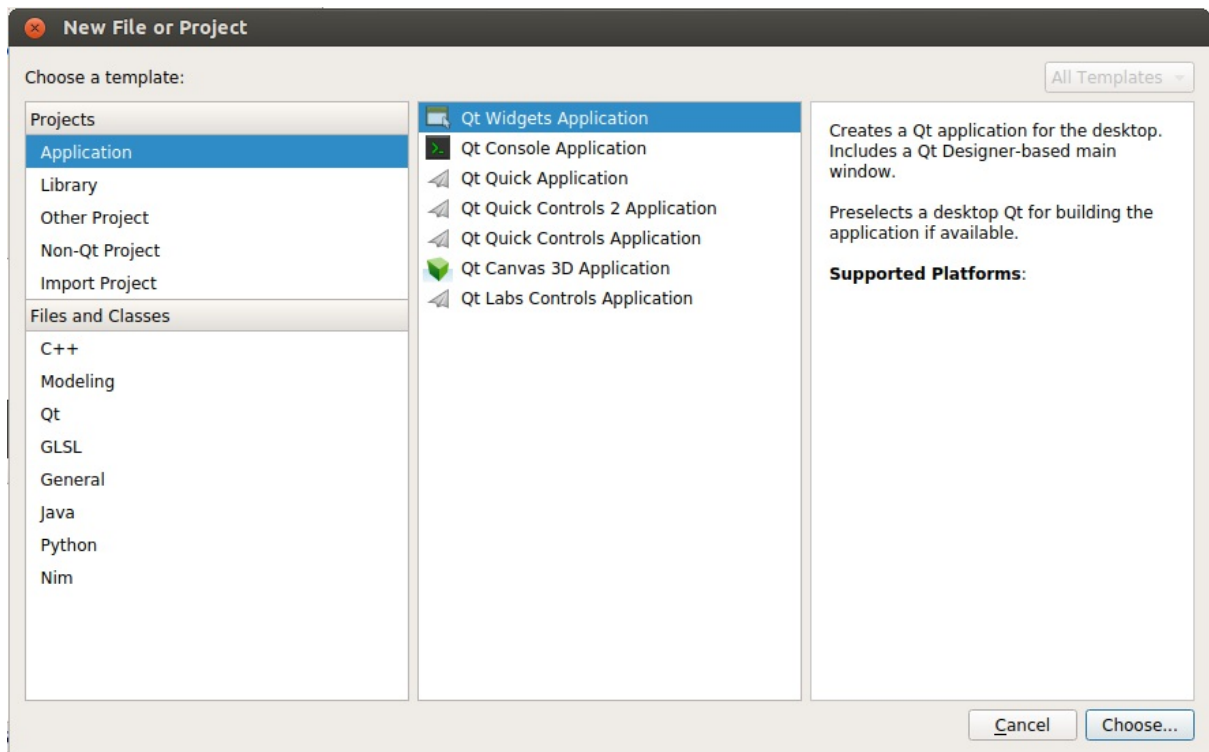 New File or Project
Choose a template:
All Templates
Projects
Application
Library
Other Project
Non-Qt Project
Import Project
Files and Classes
C++
Modeling
Qt
GLSL
General
Java
Python
Nim
Qt Widgets Application
Qt Console Application
Qt Quick Application
Qt Quick Controls 2 Application
Qt Quick Controls Application
Qt Canvas 3D Application
Qt Labs Controls Application
Creates a Qt application for the desktop.
Includes a Qt Designer-based main
window.
Preselects a desktop Qt for building the
application if available.
Supported Platforms:
Cancel
Choose...